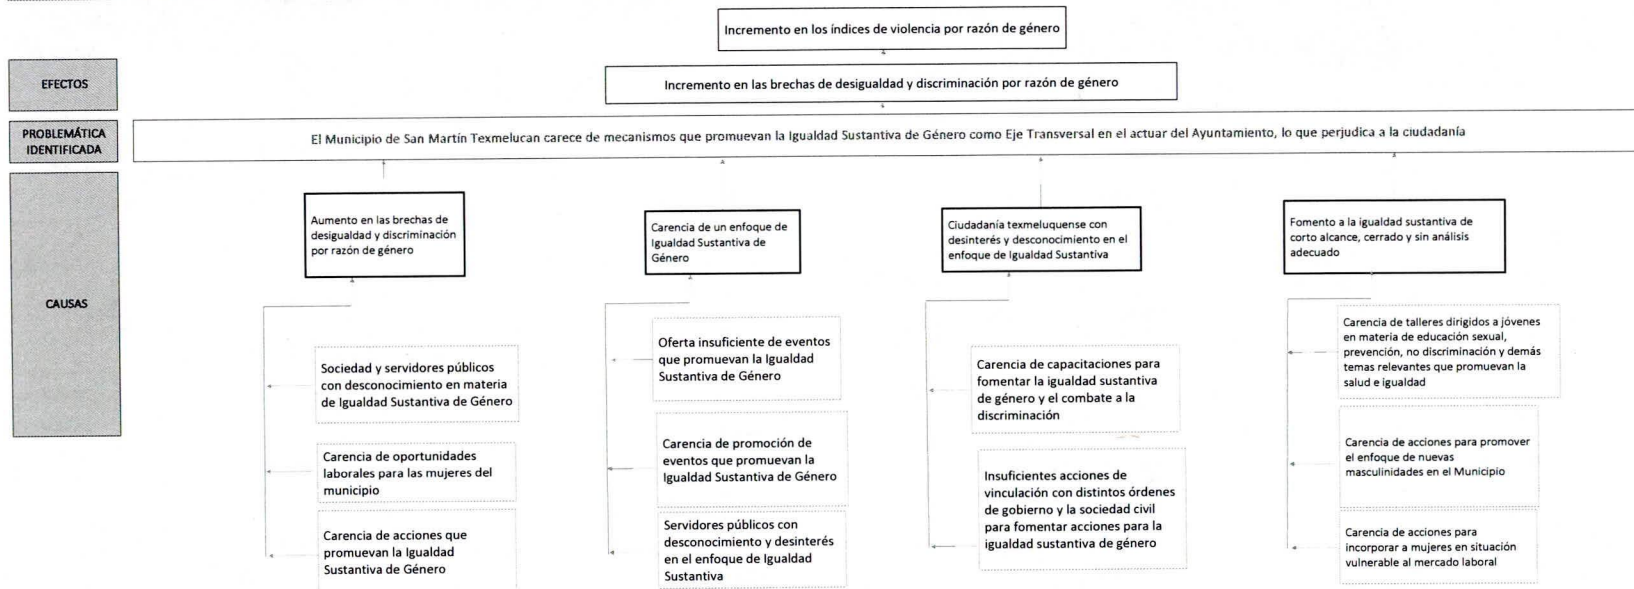 Incremento en los índices de violencia por razón de género
EFECTOS
Incremento en las brechas de desigualdad y discriminación por razón de género
PROBLEMÁTICA
IDENTIFICADA
El Municipio de San Martín Texmelucan carece de mecanismos que promuevan la Igualdad Sustantiva de Género como Eje Transversal en el actuar del Ayuntamiento, lo que perjudica a la ciudadanía
CAUSAS
Aumento en las brechas de
desigualdad y discriminación
por razón de género
Sociedad y servidores públicos
con desconocimiento en materia
de Igualdad Sustantiva de Género
Carencia de oportunidades
laborales para las mujeres del
municipio
Carencia de acciones que
promuevan la Igualdad
Sustantiva de Género
Carencia de un enfoque de
Igualdad Sustantiva de
Género
Oferta insuficiente de eventos
que promuevan la Igualdad
Sustantiva de Género
Carencia de promoción de
eventos que promuevan la
Igualdad Sustantiva de Género
Servidores públicos con
desconocimiento y desinterés
en el enfoque de Igualdad
Sustantiva
Ciudadanía texmeluquense con
desinterés y desconocimiento en el
enfoque de Igualdad Sustantiva
Carencia de capacitaciones para
fomentar la igualdad sustantiva
de género y el combate a la
discriminación
Insuficientes acciones de
vinculación con distintos órdenes
de gobierno y la sociedad civil
para fomentar acciones para la
igualdad sustantiva de género
Fomento a la igualdad sustantiva de
corto alcance, cerrado y sin análisis
adecuado
Carencia de talleres dirigidos a jóvenes
en materia de educación sexual,
prevención, no discriminación y demás
temas relevantes que promuevan la
salud e igualdad
Carencia de acciones para promover
el enfoque de nuevas
masculinidades en el Municipio
Carencia de acciones para
incorporar a mujeres en situación
vulnerable al mercado laboral